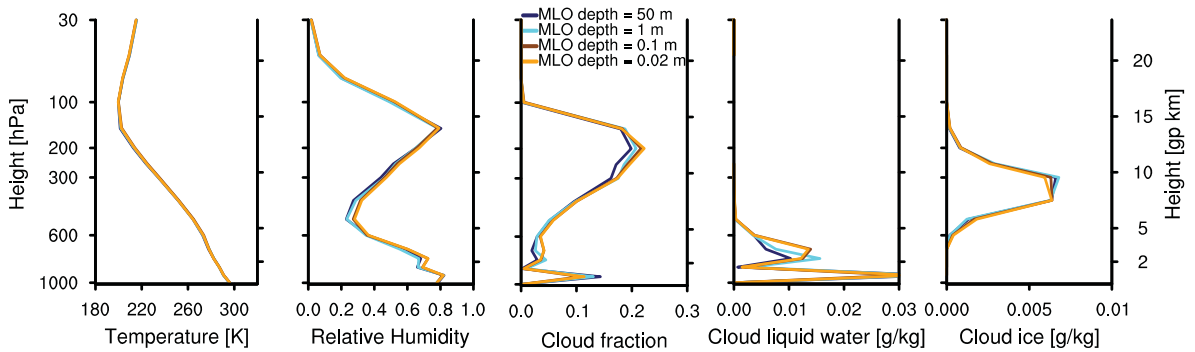 MLO depth = 50 m
MLO depth = 1 m
MLO depth = 0.1 m
MLO depth = 0.02 m
Height [hPa]
30
100
200
300
600
1000
180 220 260 300
Temperature [K]
0.0 0.2 0.4 0.6 0.8 1.0
Relative Humidity
0.0 0.1 0.2 0.3
Cloud fraction
0.00 0.01 0.02 0.03
Cloud liquid water [g/kg]
0.000 0.005 0.010
Cloud ice [g/kg]
20
15
10
5
2
Height [gp km]